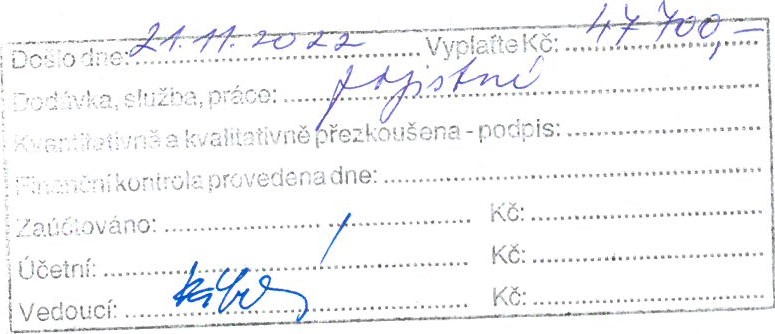 Došlo dne: 21.11.2022 Vyplaťte Kč: 47 700,–
Dodávka, služba, práce: pojistné
Kvantitativně a kvalitativně přezkoušena - podpis:
Finanční kontrola provedena dne:
Zaúčtováno: Kč:
Účetní: Kč:
Vedoucí: Kč: